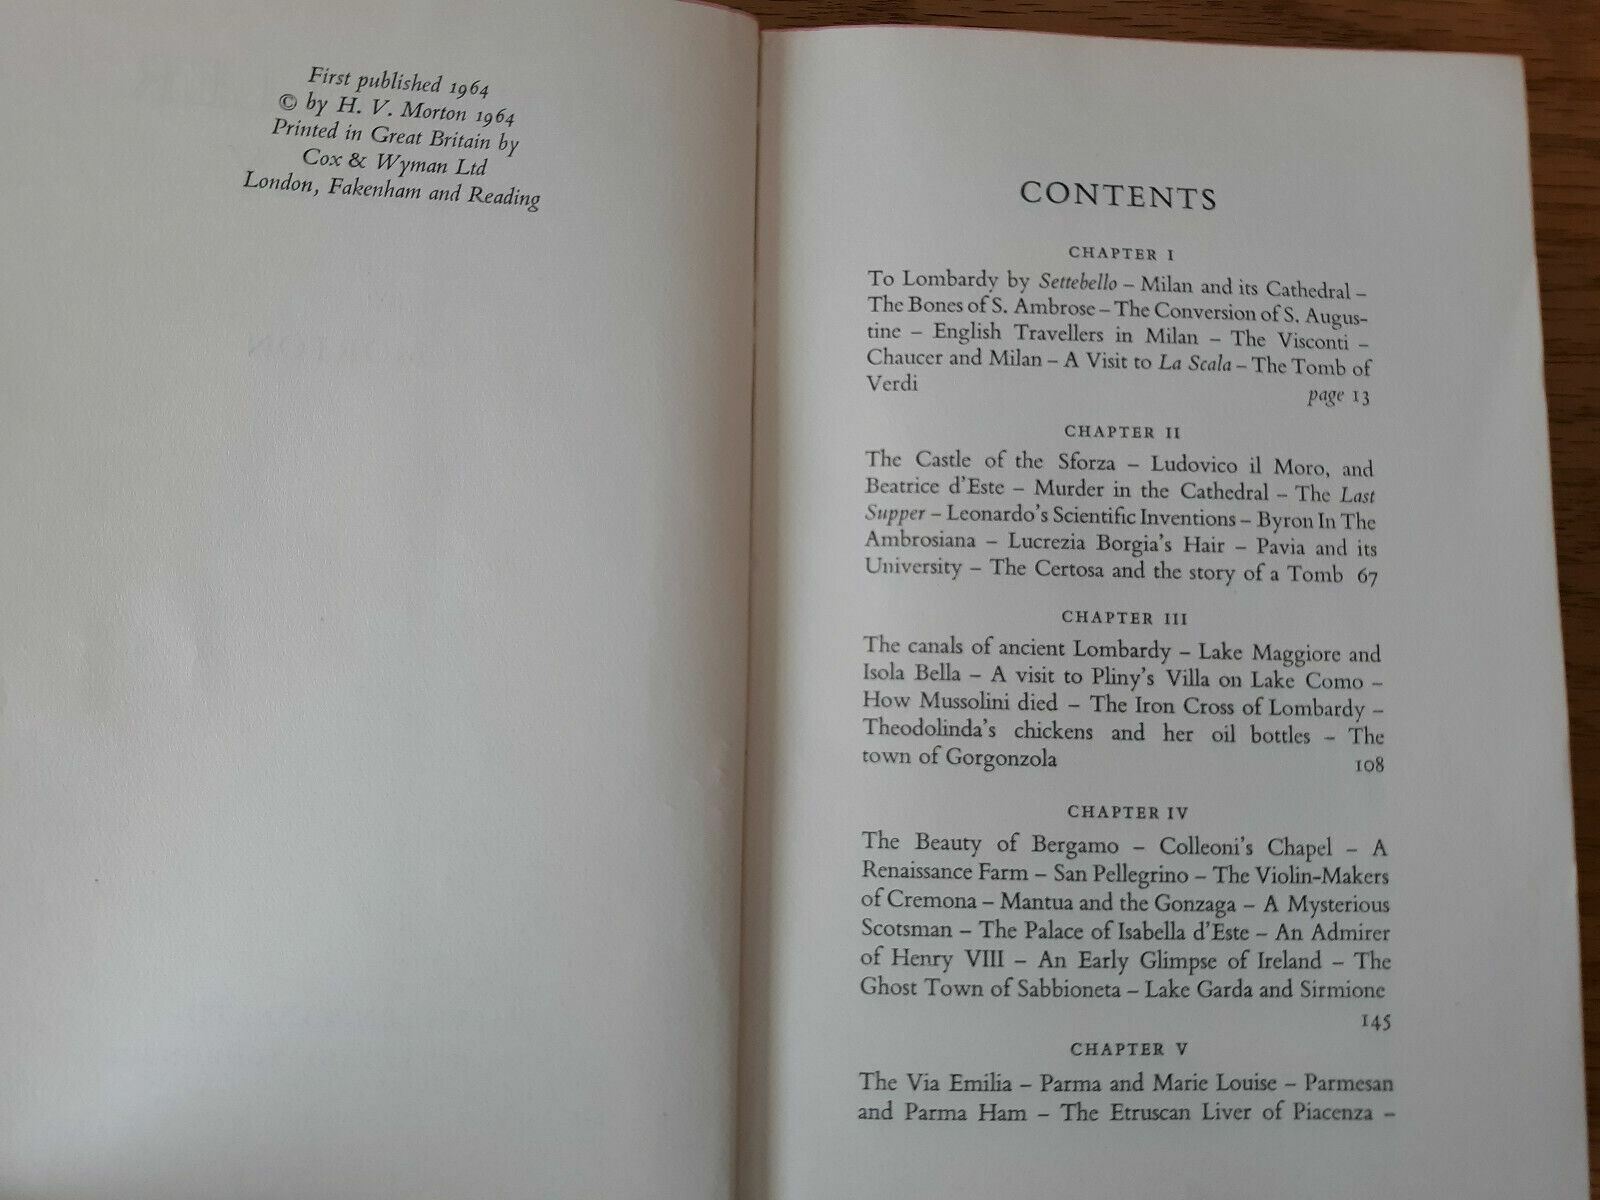 First published 1964
© by H. V. Morton 1964
Printed in Great Britain by
Cox & Wyman Ltd
London, Fakenham and Reading
CONTENTS
CHAPTER I
To Lombardy by Settebello – Milan and its Cathedral –
The Bones of S. Ambrose – The Conversion of S. Augus-
tine – English Travellers in Milan – The Visconti –
Chaucer and Milan – A Visit to La Scala – The Tomb of
Verdi page 13
CHAPTER II
The Castle of the Sforza – Ludovico il Moro, and
Beatrice d'Este – Murder in the Cathedral – The Last
Supper – Leonardo's Scientific Inventions – Byron In The
Ambrosiana – Lucrezia Borgia's Hair – Pavia and its
University – The Certosa and the story of a Tomb 67
CHAPTER III
The canals of ancient Lombardy – Lake Maggiore and
Isola Bella – A visit to Pliny's Villa on Lake Como –
How Mussolini died – The Iron Cross of Lombardy –
Theodolinda's chickens and her oil bottles – The
town of Gorgonzola 108
CHAPTER IV
The Beauty of Bergamo – Colleoni's Chapel – A
Renaissance Farm – San Pellegrino – The Violin-Makers
of Cremona – Mantua and the Gonzaga – A Mysterious
Scotsman – The Palace of Isabella d'Este – An Admirer
of Henry VIII – An Early Glimpse of Ireland – The
Ghost Town of Sabbioneta – Lake Garda and Sirmione
145
CHAPTER V
The Via Emilia – Parma and Marie Louise – Parmesan
and Parma Ham – The Etruscan Liver of Piacenza –